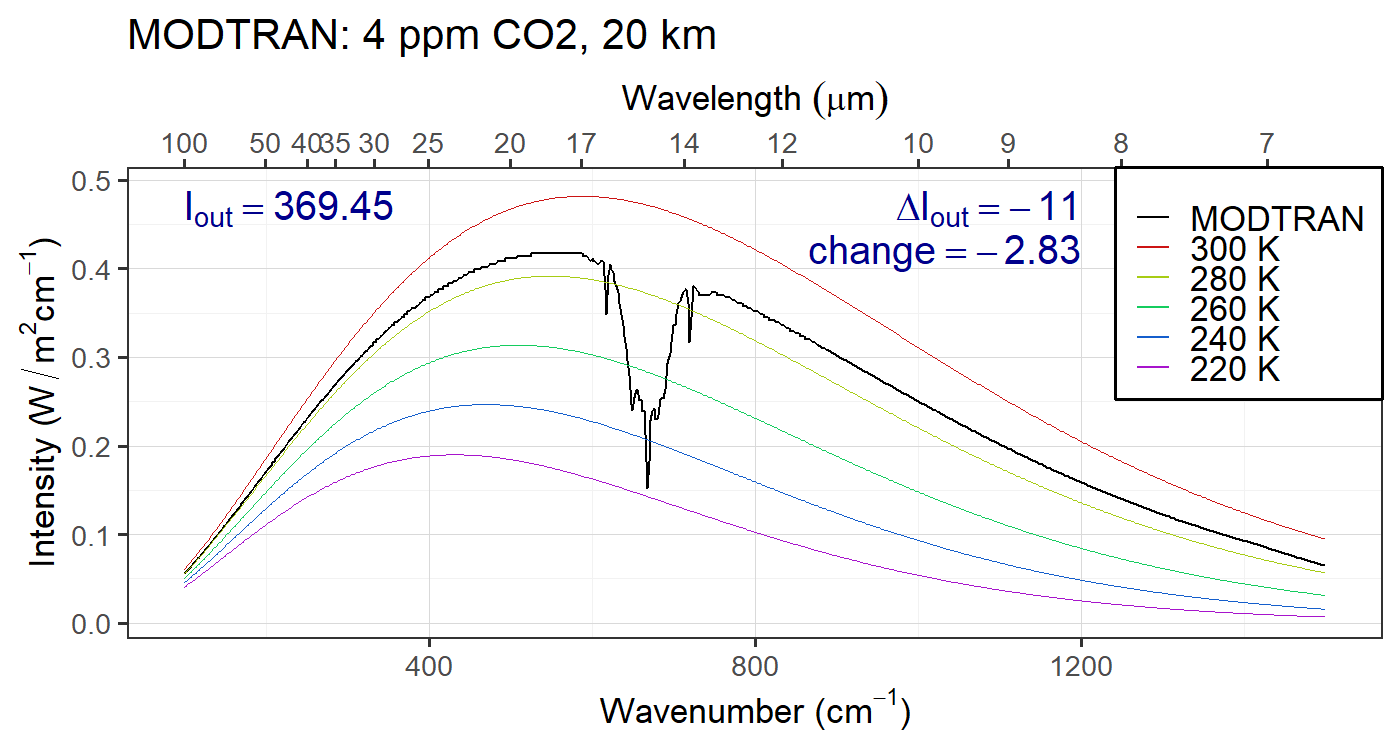 MODTRAN: 4 ppm CO2, 20 km
Wavelength (μm)
100 50 40 35 30 25 20 17 14 12 10 9 8 7
0.5
0.4
0.3
0.2
0.1
0.0
Intensity (W / m²cm⁻¹)
I_out = 369.45
ΔI_out = −11
change = −2.83
MODTRAN
300 K
280 K
260 K
240 K
220 K
400 800 1200
Wavenumber (cm⁻¹)